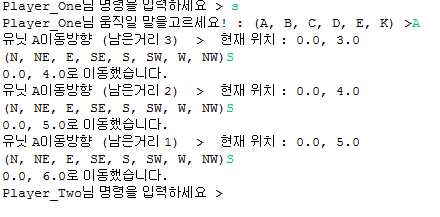 Player_One님 명령을 입력하세요 > s
Player_One님 움직일 말을고르세요! : (A, B, C, D, E, K) >A
유닛 A이동방향 (남은거리 3)  >  현재 위치 : 0.0, 3.0
(N, NE, E, SE, S, SW, W, NW)S
0.0, 4.0로 이동했습니다.
유닛 A이동방향 (남은거리 2)  >  현재 위치 : 0.0, 4.0
(N, NE, E, SE, S, SW, W, NW)S
0.0, 5.0로 이동했습니다.
유닛 A이동방향 (남은거리 1)  >  현재 위치 : 0.0, 5.0
(N, NE, E, SE, S, SW, W, NW)S
0.0, 6.0로 이동했습니다.
Player_Two님 명령을 입력하세요 >